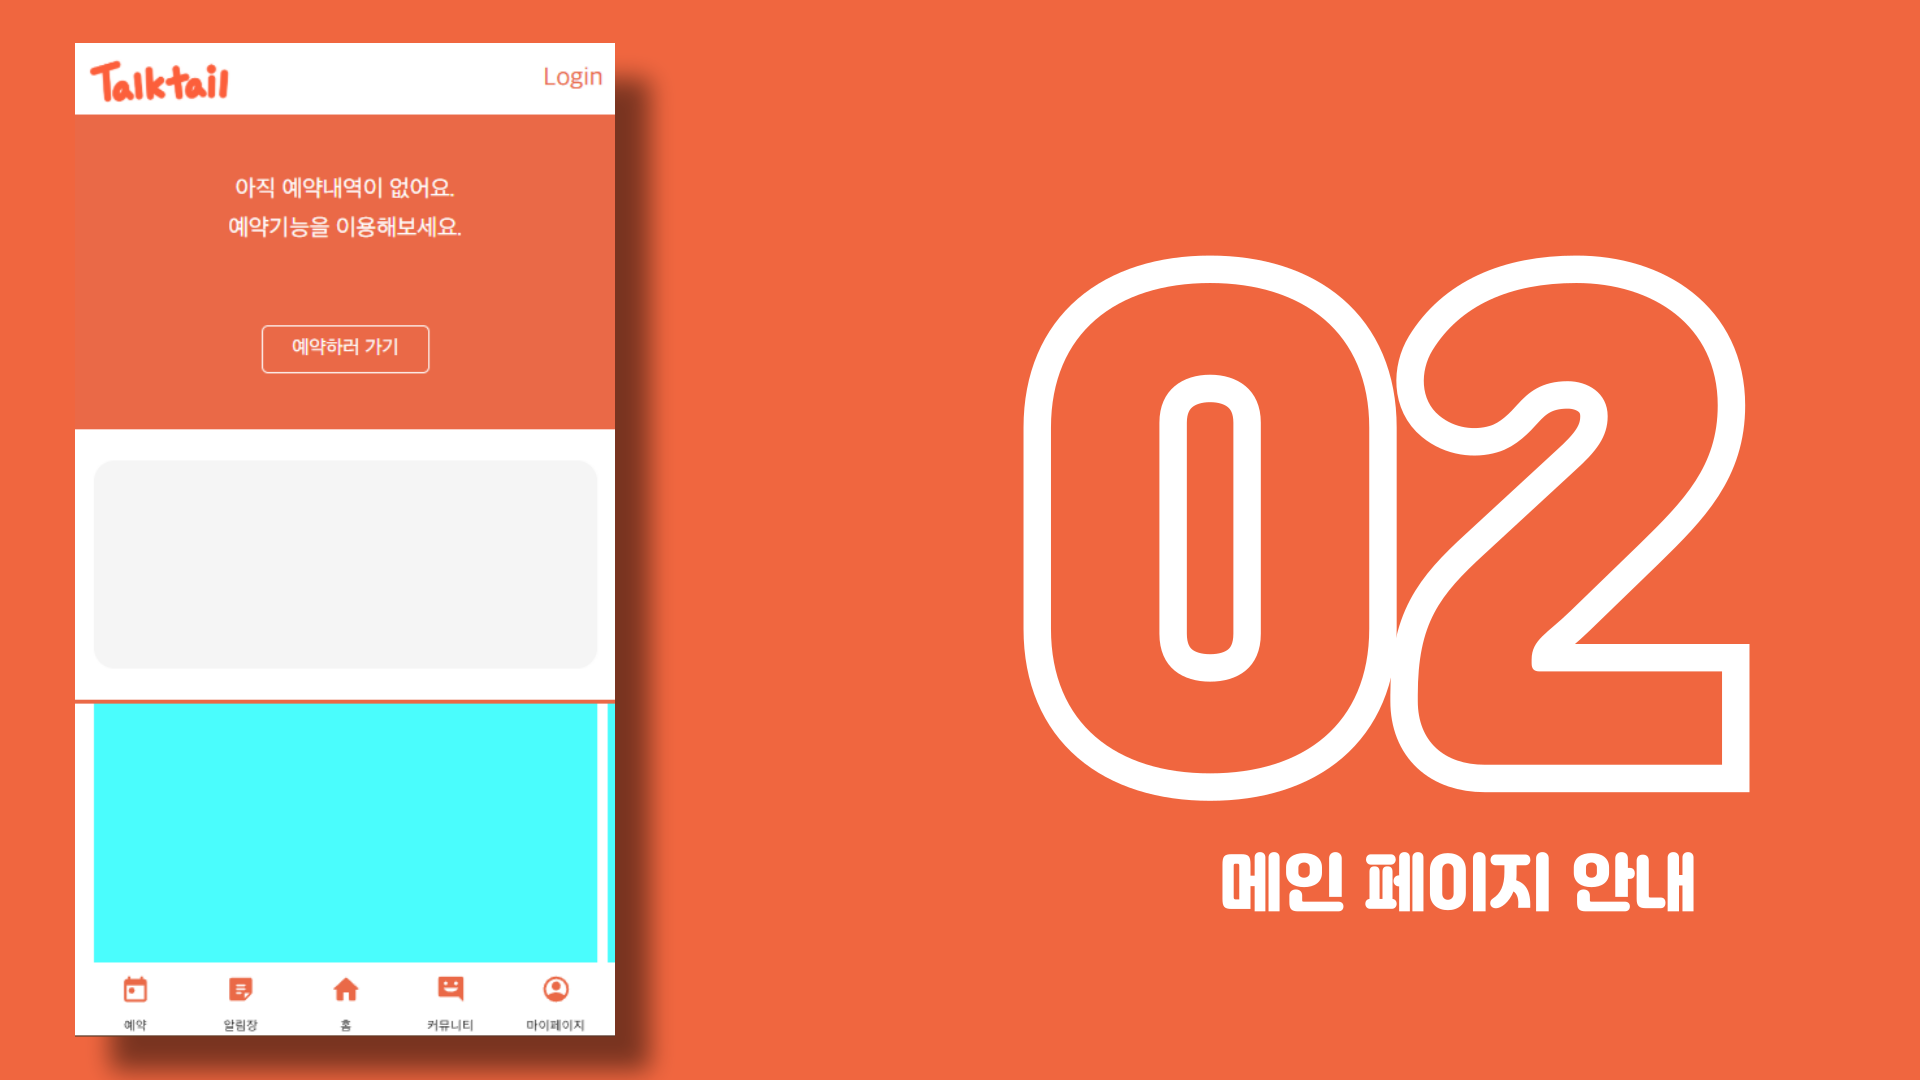 Talktail
Login
아직 예약내역이 없어요.
예약기능을 이용해보세요.
예약하러 가기
예약
알림장
홈
커뮤니티
마이페이지
02
메인 페이지 안내